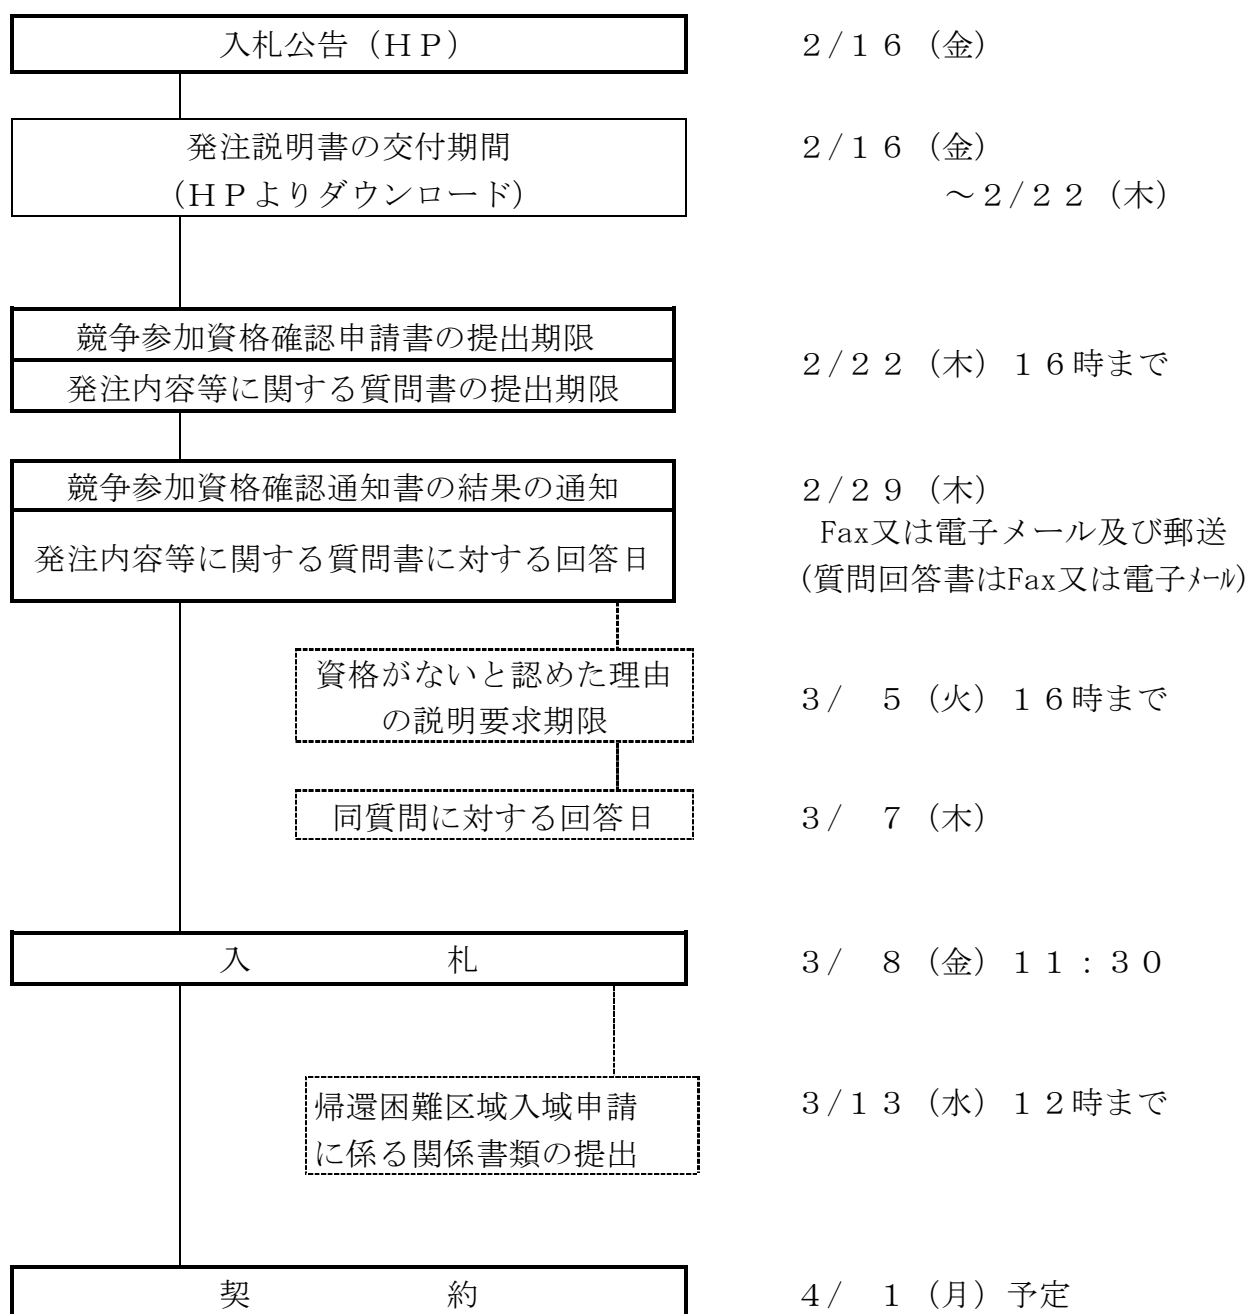 入札公告（ＨＰ）
２/１６（金）
発注説明書の交付期間
（ＨＰよりダウンロード）
２/１６（金）
～２/２２（木）
競争参加資格確認申請書の提出期限
発注内容等に関する質問書の提出期限
２/２２（木）１６時まで
競争参加資格確認通知書の結果の通知
発注内容等に関する質問書に対する回答日
２/２９（木）
Fax又は電子メール及び郵送
(質問回答書はFax又は電子ﾒｰﾙ)
資格がないと認めた理由
の説明要求期限
３/　５（火）１６時まで
同質問に対する回答日
３/　７（木）
入　　　　　　札
３/　８（金）１１：３０
帰還困難区域入域申請
に係る関係書類の提出
３/１３（水）１２時まで
契　　　　　　約
４/　１（月）予定